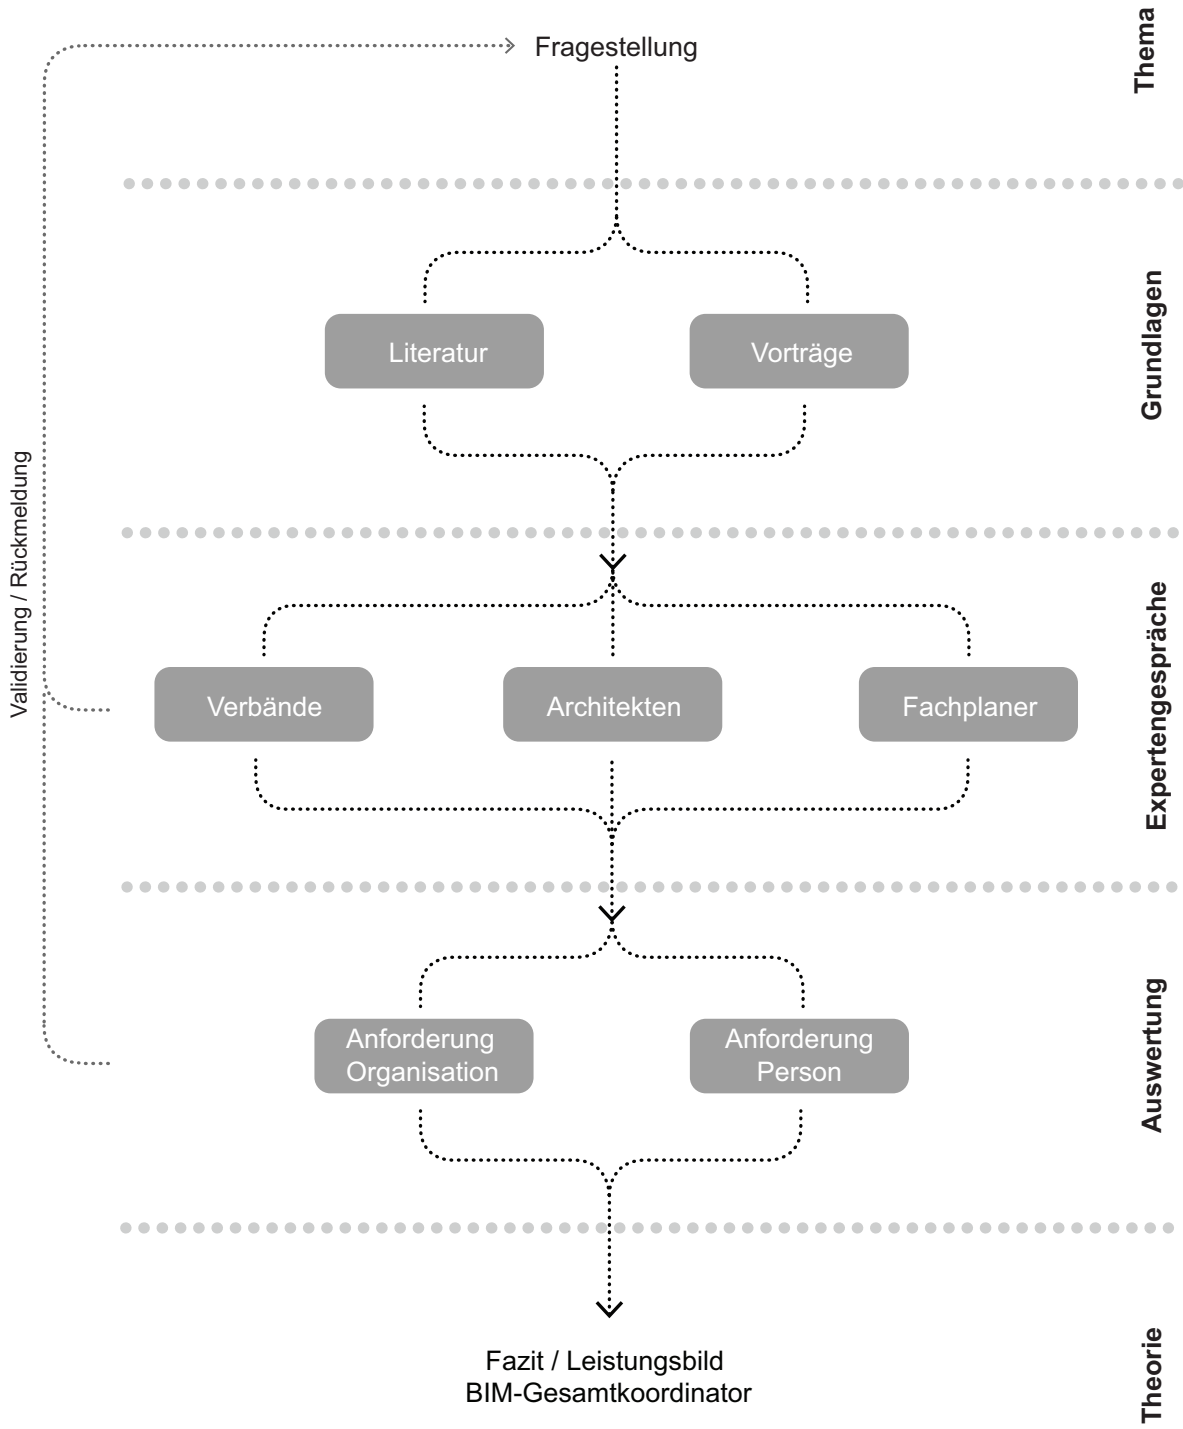 Fragestellung
Thema
Literatur
Vorträge
Grundlagen
Validierung / Rückmeldung
Verbände
Architekten
Fachplaner
Expertengespräche
Anforderung
Organisation
Anforderung
Person
Auswertung
Fazit / Leistungsbild
BIM-Gesamtkoordinator
Theorie